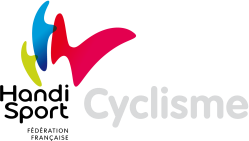 Handi
Sport
Cyclisme
FÉDÉRATION
FRANÇAISE